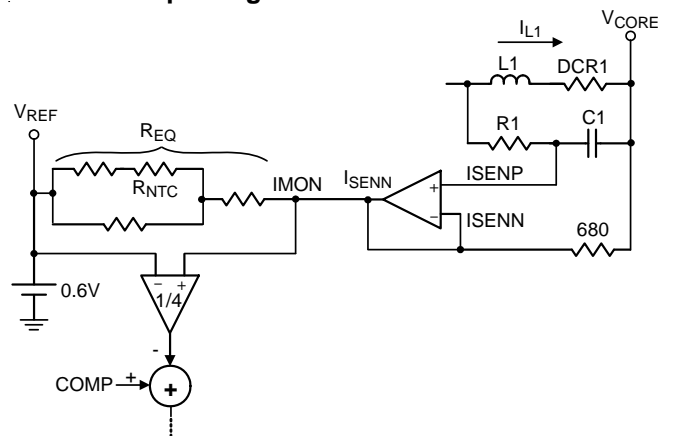 V_CORE
I_L1
L1
DCR1
R1
C1
V_REF
R_EQ
R_NTC
IMON
I_SENN
ISENP
+
−
ISENN
680
0.6V
− +
1/4
-
COMP
+
+